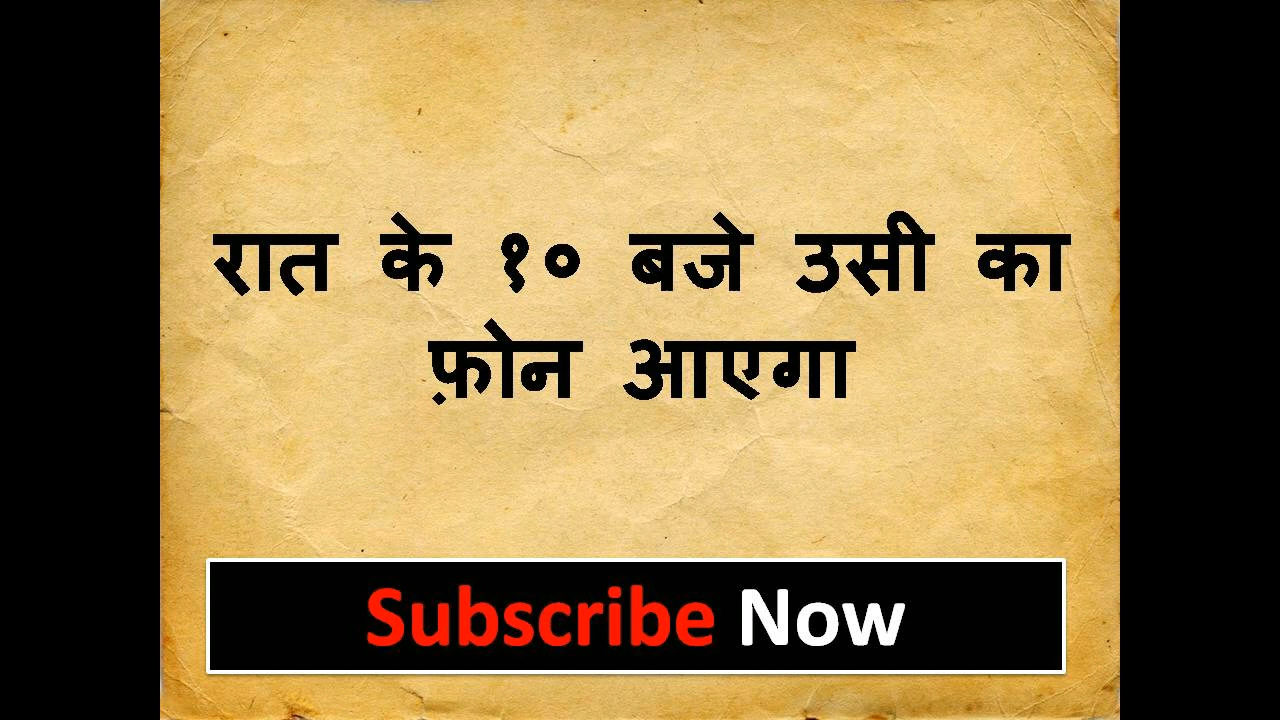 रात के १० बजे उसी का
फ़ोन आएगा
Subscribe Now